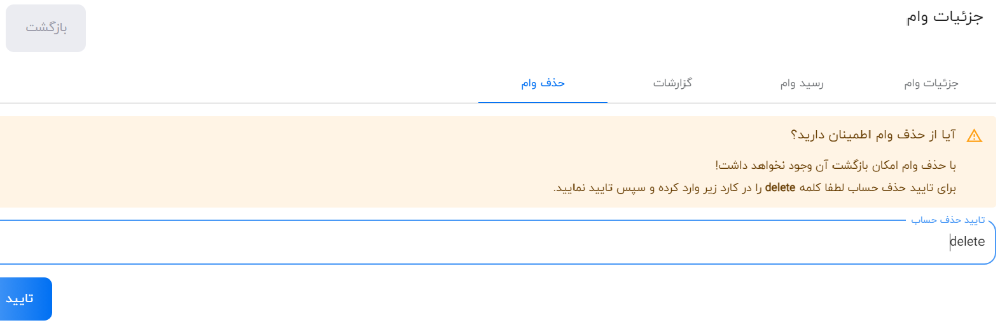 جزئیات وام
بازگشت
جزئیات وام
رسید وام
گزارشات
حذف وام
آیا از حذف وام اطمینان دارید؟
با حذف وام امکان بازگشت آن وجود نخواهد داشت!
برای تایید حذف حساب لطفا کلمه delete را در کارد زیر وارد کرده و سپس تایید نمایید.
تایید حذف حساب
delete
تایید